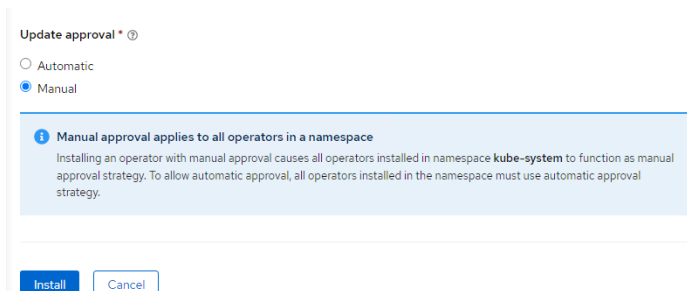 Update approval *
Automatic
Manual
Manual approval applies to all operators in a namespace
Installing an operator with manual approval causes all operators installed in namespace kube-system to function as manual
approval strategy. To allow automatic approval, all operators installed in the namespace must use automatic approval
strategy.
Install
Cancel